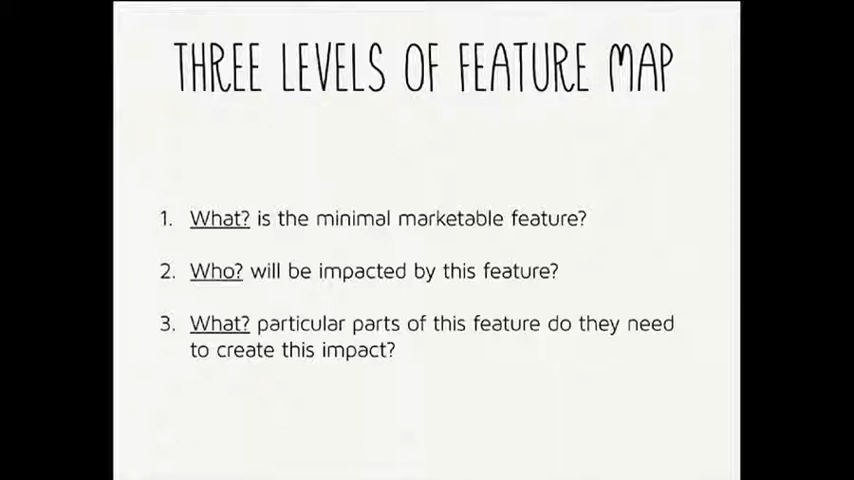 THREE LEVELS OF FEATURE MAP
1. What? is the minimal marketable feature?
2. Who? will be impacted by this feature?
3. What? particular parts of this feature do they need
to create this impact?